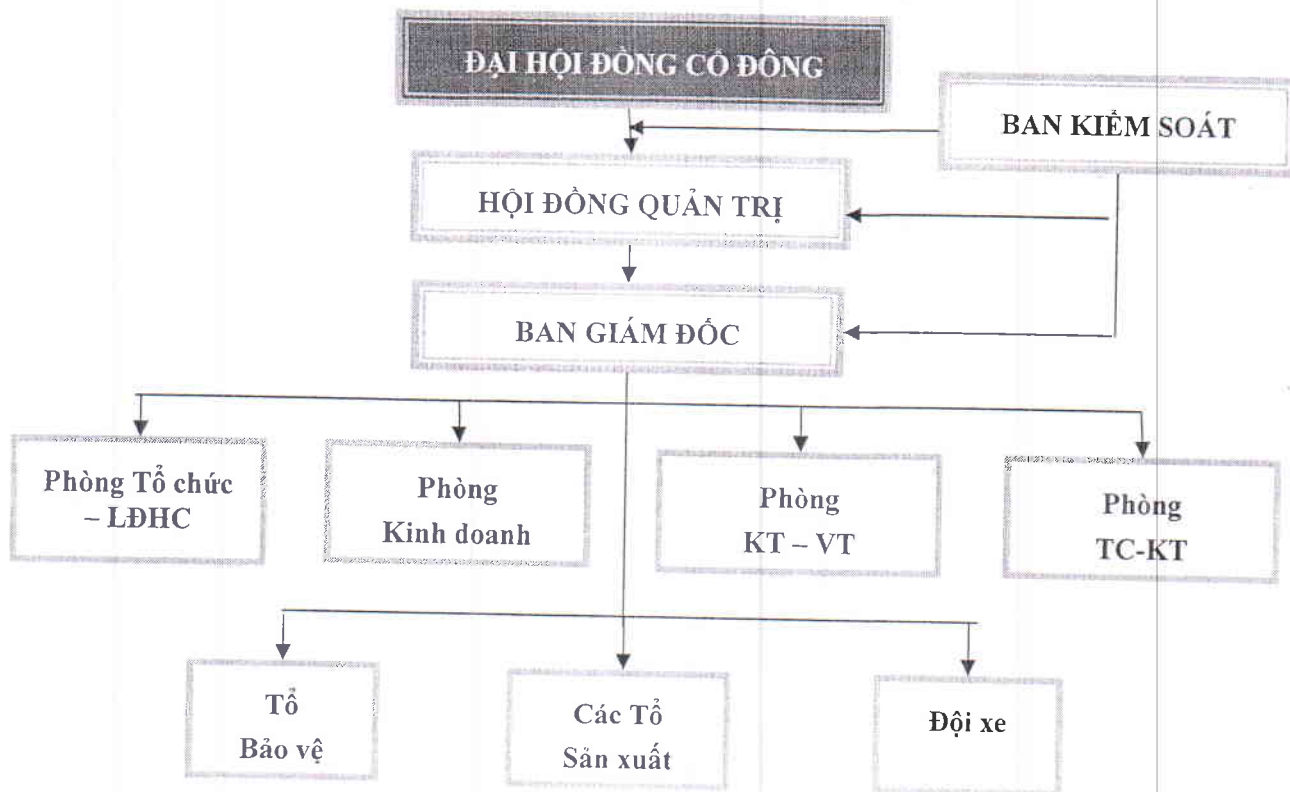 ĐẠI HỘI ĐỒNG CỔ ĐÔNG
BAN KIỂM SOÁT
HỘI ĐỒNG QUẢN TRỊ
BAN GIÁM ĐỐC
Phòng Tổ chức
– LĐHC
Phòng
Kinh doanh
Phòng
KT – VT
Phòng
TC-KT
Tổ
Bảo vệ
Các Tổ
Sản xuất
Đội xe